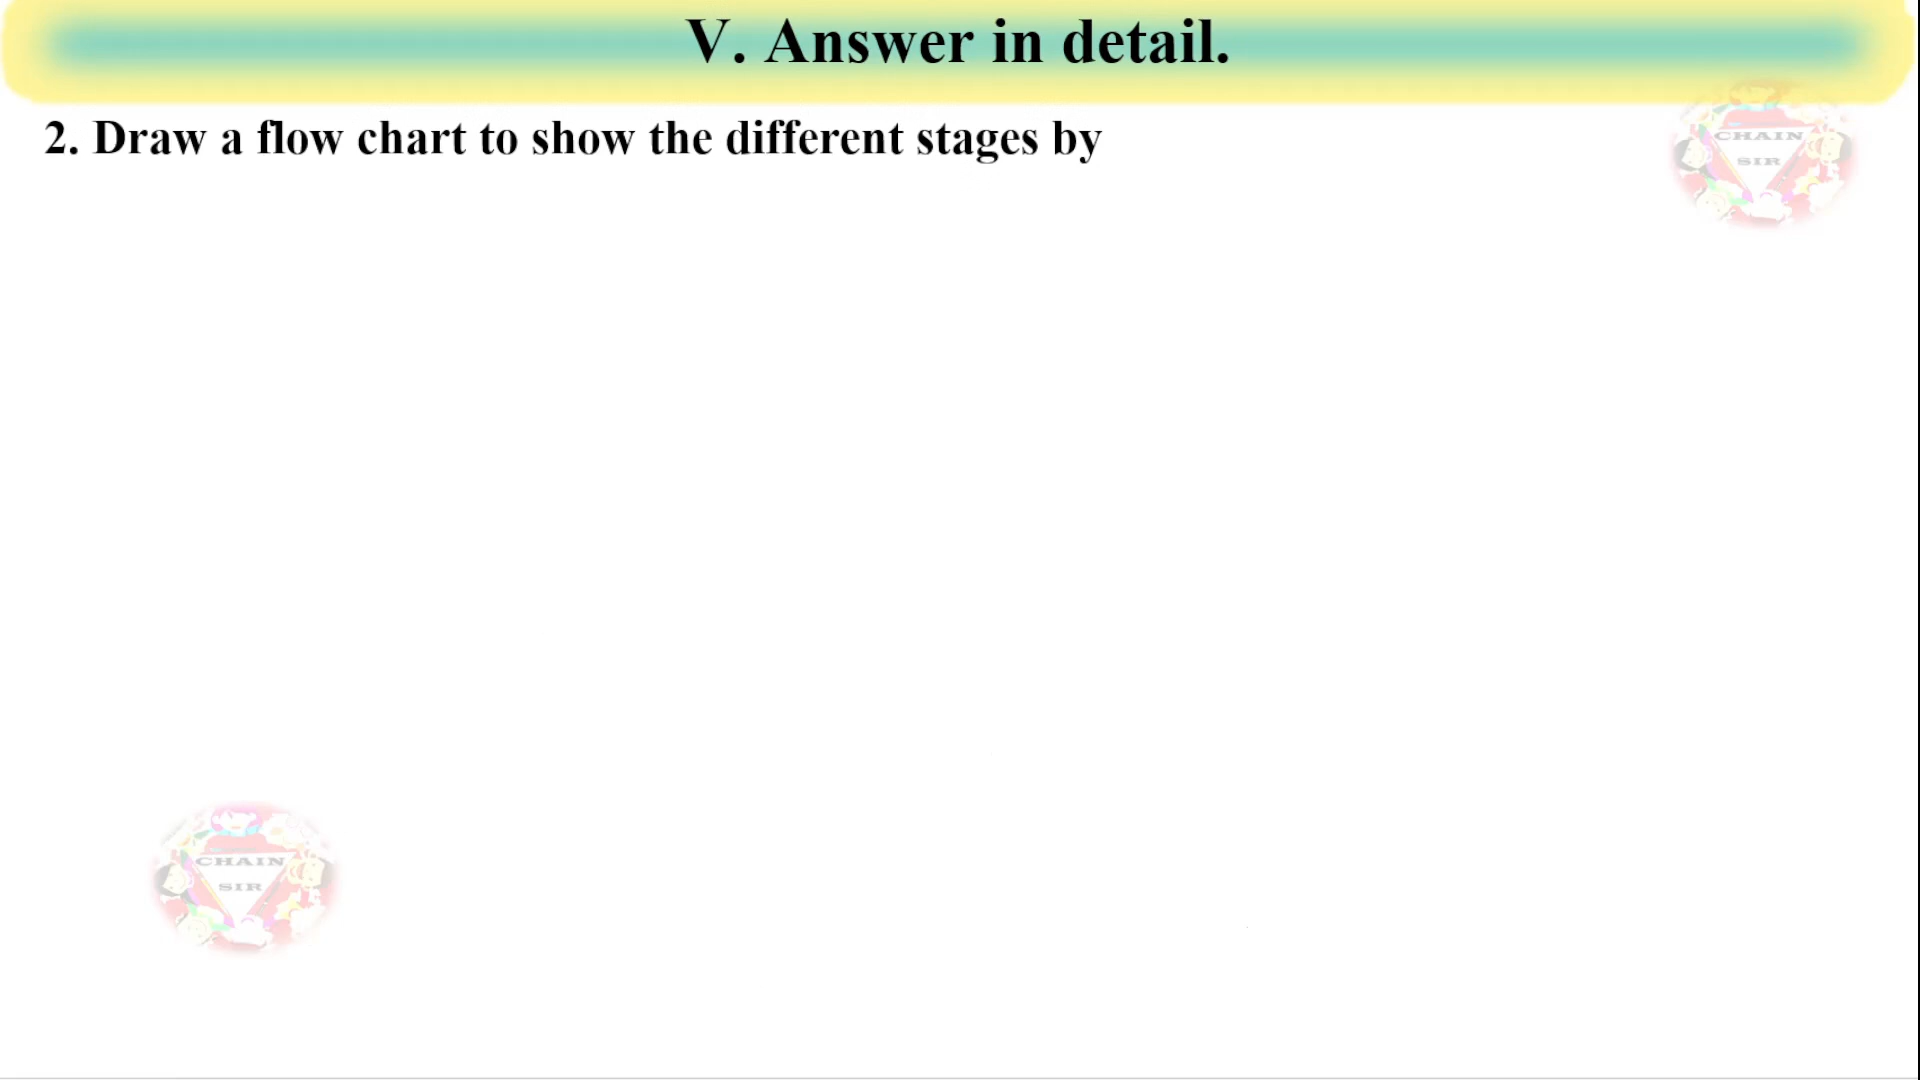 V. Answer in detail.
2. Draw a flow chart to show the different stages by
CHAIN
SIR
CHAIN
SIR